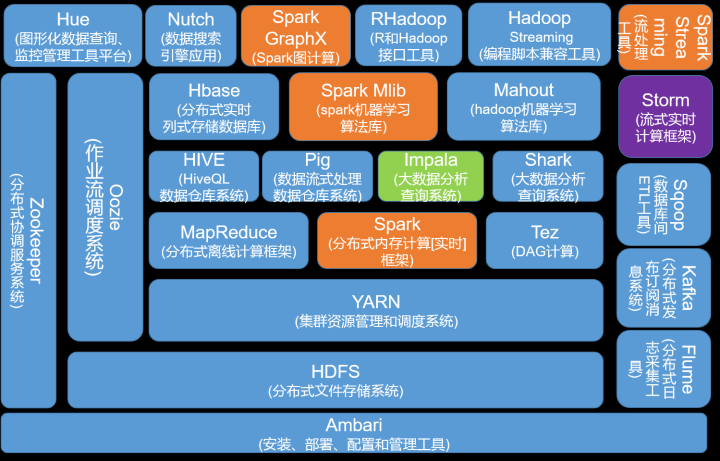 Hue
(图形化数据查询、
监控管理工具平台)
Nutch
(数据搜索
引擎应用)
Spark
GraphX
(Spark图计算)
RHadoop
(R和Hadoop
接口工具)
Hadoop
Streaming
(编程脚本兼容工具)
Spark
Strea
ming
(流处理
工具)
Zookeeper
(分布式协调服务系统)
Oozie
(作业流调度系统)
Hbase
(分布式实时
列式存储数据库)
Spark Mlib
(spark机器学习
算法库)
Mahout
(hadoop机器学习
算法库)
Storm
(流式实时
计算框架)
HIVE
(HiveQL
数据仓库系统)
Pig
(数据流式处理
数据仓库系统)
Impala
(大数据分析
查询系统)
Shark
(大数据分析
查询系统)
Sqoop
(数据库间
ETL工具)
MapReduce
(分布式离线计算框架)
Spark
(分布式内存计算[实时]
框架)
Tez
(DAG计算)
Kafka
(分布式发
布订阅消
息系统)
YARN
(集群资源管理和调度系统)
Flume
(分布式日
志采集工
具)
HDFS
(分布式文件存储系统)
Ambari
(安装、部署、配置和管理工具)